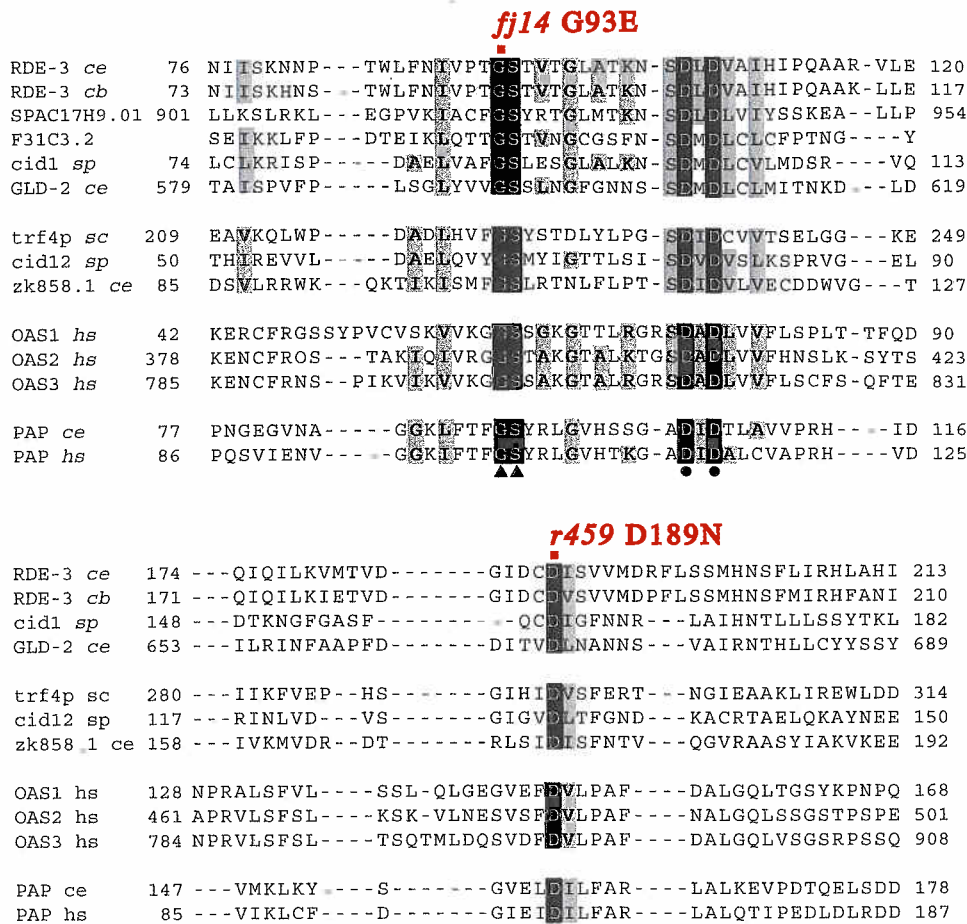 fj14 G93E
RDE-3 ce 76 NIISKNNP---TWLFNIVPTGSTVTGLATKN-SDLDVAIHIPQAAR-VLE 120
RDE-3 cb 73 NIISKHNS---TWLFNIVPTGSTVTGLATKN-SDLDVAIHIPQAAK-LLE 117
SPAC17H9.01 901 LLKSLRKL---EGPVKIACFGSYRTGLMTKN-SDLDLVIYSSKEA--LLP 954
F31C3.2 SEIKKLFP---DTEIKLQTTGSTVNGCGSFN-SDMDLCLCFPTNG---Y
cid1 sp 74 LCLKRISP-----DAELVAFGSLESGLALKN-SDMDLCVLMDSR---VQ 113
GLD-2 ce 579 TAISPVFP-----LSGLYVVGSSLNGFGNNS-SDMDLCLMITNKD---LD 619
trf4p sc 209 EAVKQLWP-----DADLHVFGSYSTDLYLPG-SDIDCVVTSELGG---KE 249
cid12 sp 50 THIREVVL-----DAELQVYGSMYIGTTLSI-SDVDVSLKSPRVG---EL 90
zk858.1 ce 85 DSVLRRWK---QKTIKISMFGSLRTNLFLPT-SDIDVLVECDDWVG---T 127
OAS1 hs 42 KERCFRGSSYPVCVSKVVKGGSSGKGTTLRGRSDADLVVFLSPLT-TFQD 90
OAS2 hs 378 KENCFROS---TAKIQIVRGGSTAKGTALKTGSDADLVVFHNSLK-SYTS 423
OAS3 hs 785 KENCFRNS--PIKVIKVVKGGSSAKGTALRGRSDADLVVFLSCFS-QFTE 831
PAP ce 77 PNGEGVNA-----GGKLFTFGSYRLGVHSSG-ADIDTLAVVPRH---ID 116
PAP hs 86 PQSVIENV-----GGKIFTFGSYRLGVHTKG-ADIDALCVAPRH---VD 125
r459 D189N
RDE-3 ce 174 ---QIQILKVMTVD-------GIDCDISVVMDRFLSSMHNSFLIRHLAHI 213
RDE-3 cb 171 ---QIQILKIETVD-------GIDCDVSVVMDPFLSSMHNSFMIRHFANI 210
cid1 sp 148 ---DTKNGFGASF---------QCDIGFNNR---LAIHNTLLLSSYTKL 182
GLD-2 ce 653 ---ILRINFAAPFD-------DITVDLNANNS---VAIRNTHLLCYYSSY 689
trf4p sc 280 ---IIKFVEP--HS-------GIHIDVSFERT---NGIEAAKLIREWLDD 314
cid12 sp 117 ---RINLVD---VS-------GIGVDLTFGND---KACRTAELQKAYNEE 150
zk858.1 ce 158 ---IVKMVDR--DT-------RLSIDISFNTV---QGVRAASYIAKVKEE 192
OAS1 hs 128 NPRALSFVL---SSL-QLGEGVEFDVLPAF---DALGQLTGSYKPNPQ 168
OAS2 hs 461 APRVLSFSL---KSK-VLNESVSFDVLPAF---NALGQLSSGSTPSPE 501
OAS3 hs 784 NPRVLSFSL---TSQTMLDQSVDFDVLPAF---DALGQLVSGSRPSSQ 908
PAP ce 147 ---VMKLKY----S-------GVELDILFAR---LALKEVPDTQELSDD 178
PAP hs 85 ---VIKLCF----D-------GIEIDILFAR---LALQTIPEDLDLRDD 187